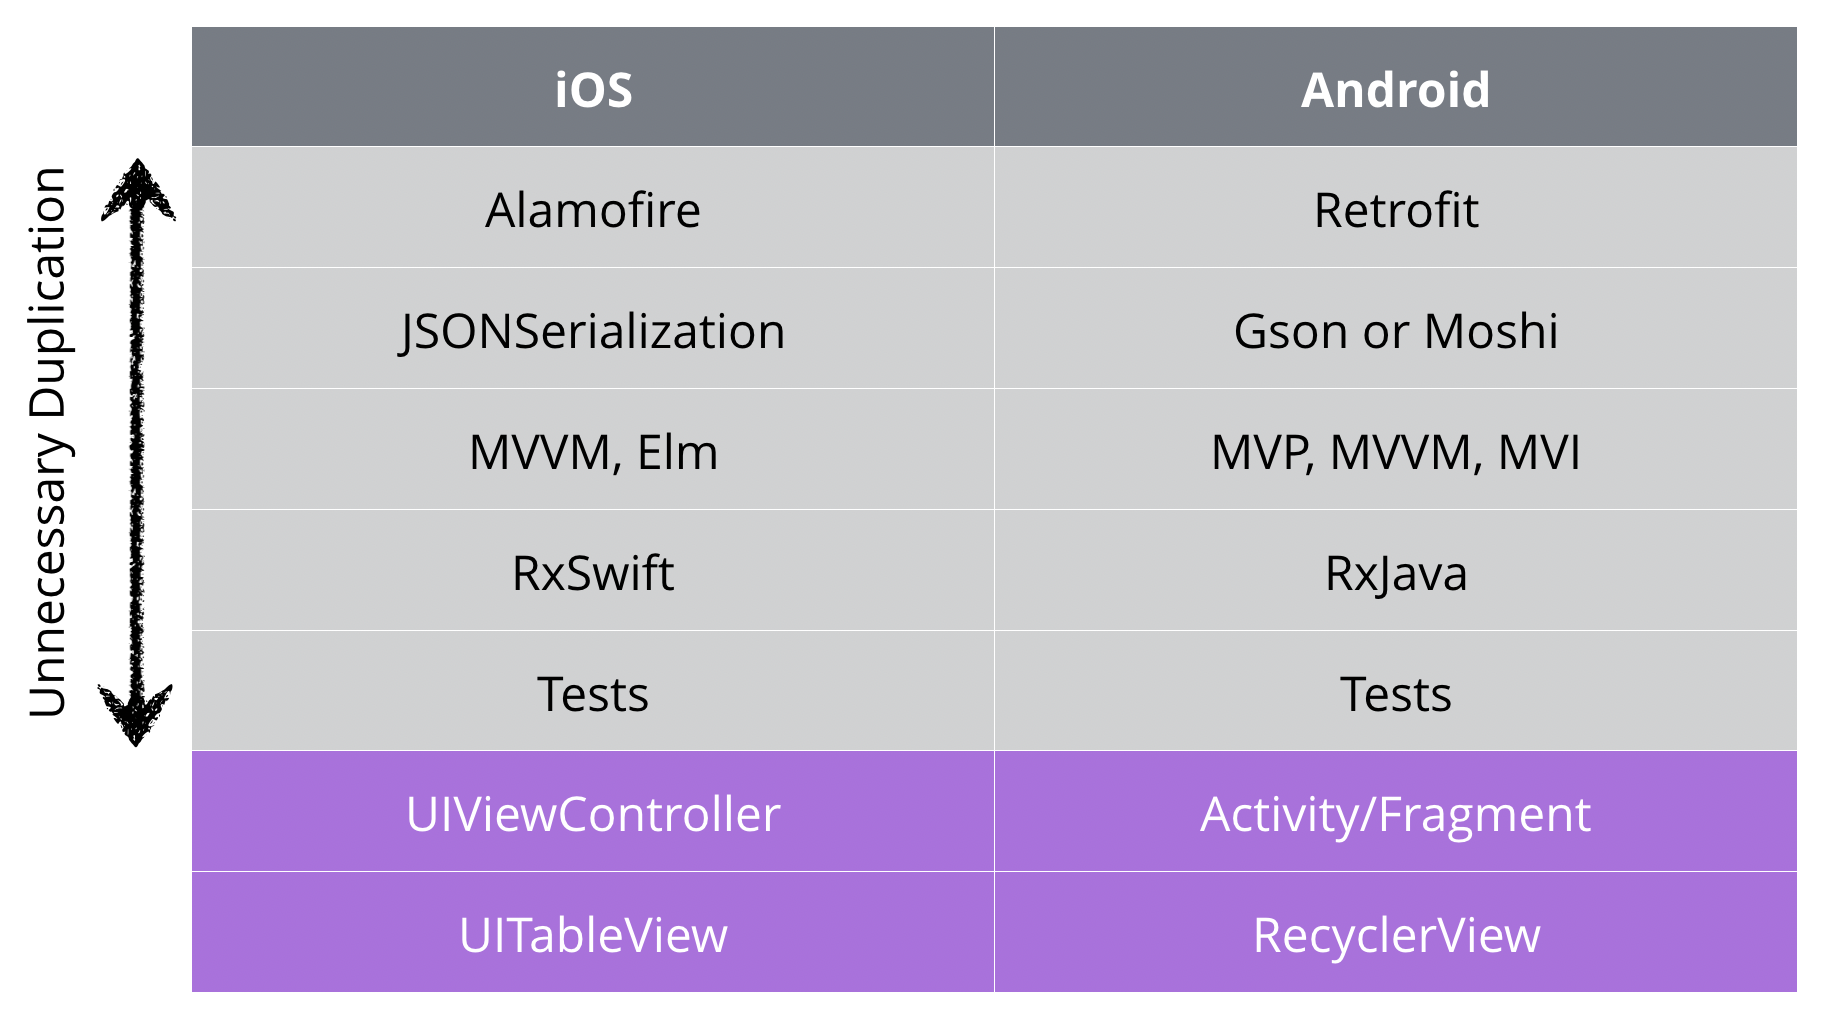 Unnecessary Duplication
iOS Android
Alamofire Retrofit
JSONSerialization Gson or Moshi
MVVM, Elm MVP, MVVM, MVI
RxSwift RxJava
Tests Tests
UIViewController Activity/Fragment
UITableView RecyclerView